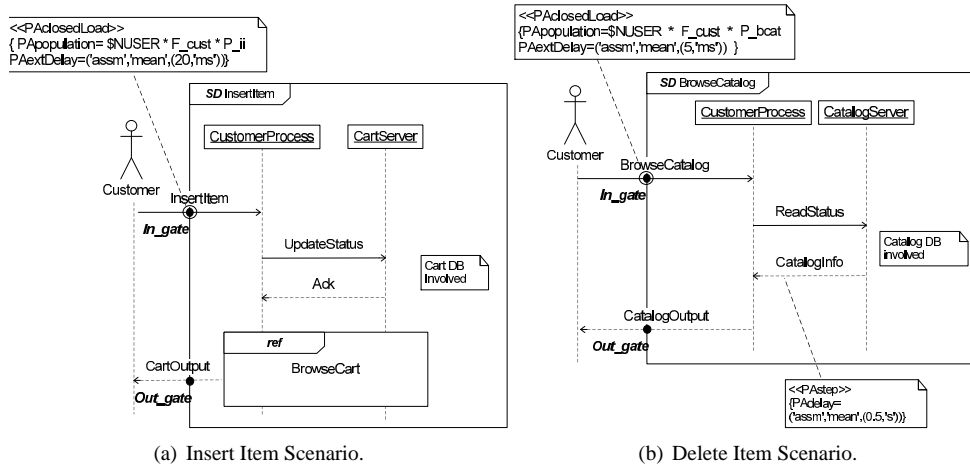 <<PAclosedLoad>>
{ PApopulation= $NUSER * F_cust * P_ii
PAextDelay=('assm','mean',(20,'ms'))}
SD InsertItem
CustomerProcess
CartServer
Customer
InsertItem
In_gate
UpdateStatus
Cart DB
Involved
Ack
ref
BrowseCart
CartOutput
Out_gate
(a) Insert Item Scenario.
<<PAclosedLoad>>
{PApopulation=$NUSER * F_cust * P_bcat
PAextDelay=('assm','mean',(5,'ms')) }
SD BrowseCatalog
CustomerProcess
CatalogServer
Customer
BrowseCatalog
In_gate
ReadStatus
Catalog DB
involved
CatalogInfo
CatalogOutput
Out_gate
<<PAstep>>
{PAdelay=
('assm','mean',(0.5,'s'))}
(b) Delete Item Scenario.